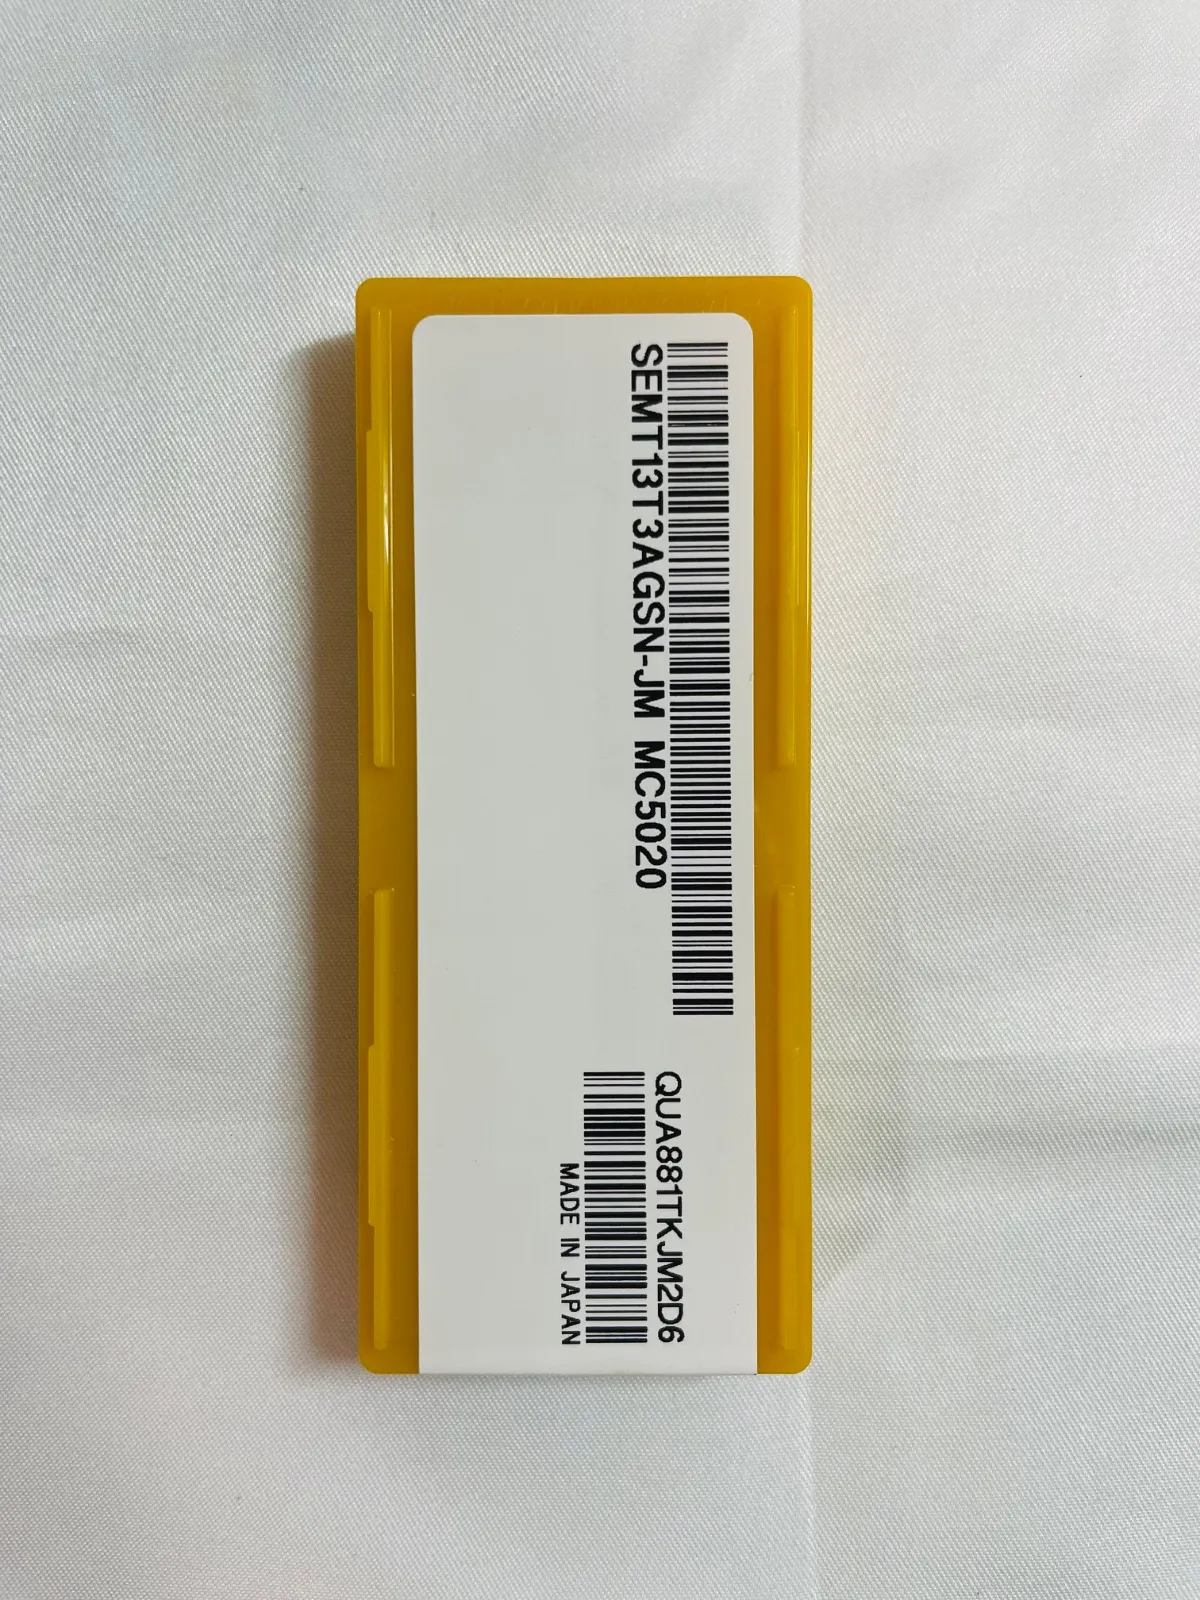 SEMT13T3AGSN-JM MC5020
QUA881TKJM2D6
MADE IN JAPAN